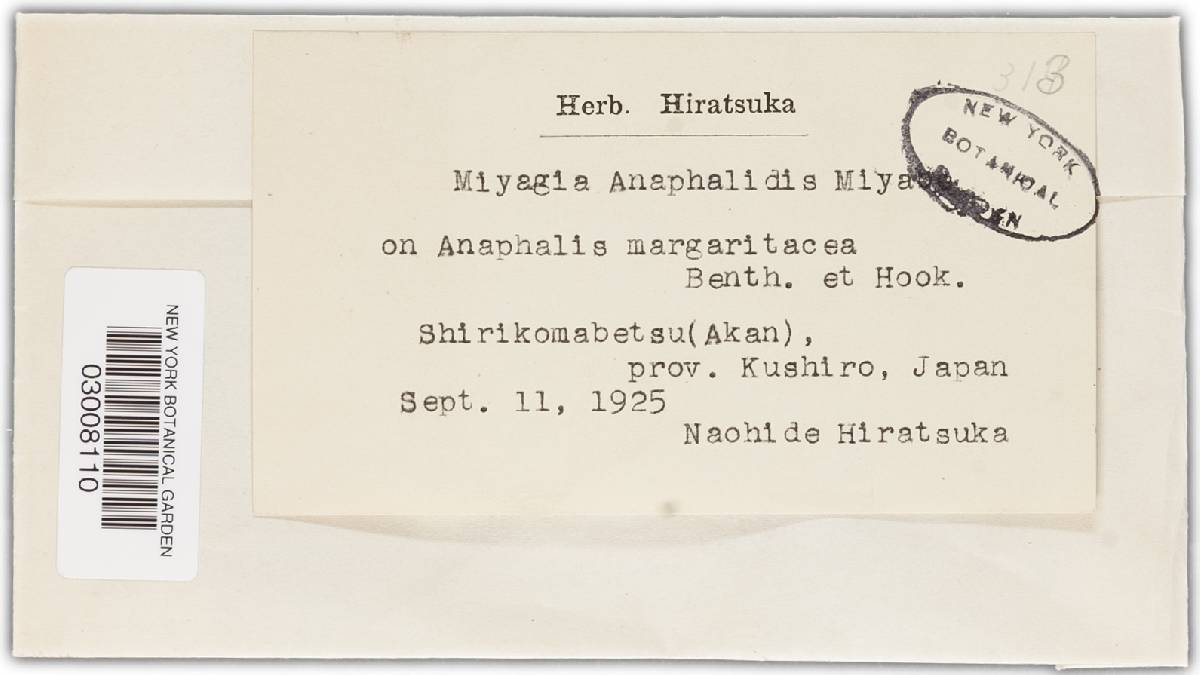 313
Herb. Hiratsuka
NEW YORK
BOTANICAL
GARDEN
Miyagia Anaphalidis
on Anaphalis margaritacea
Benth. et Hook.
Shirikomabetsu(Akan),
prov. Kushiro, Japan
Sept. 11, 1925
Naohide Hiratsuka
NEW YORK BOTANICAL GARDEN
03008110